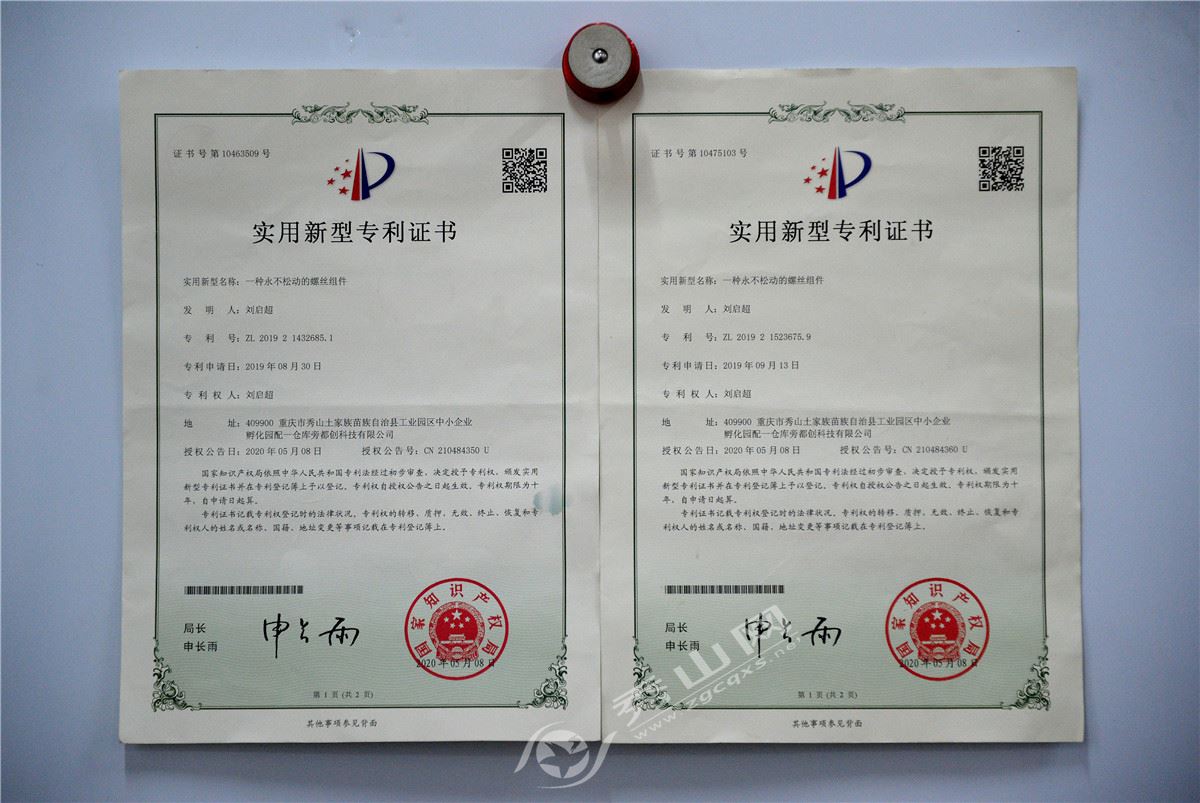 证书号第10463509号
实用新型专利证书
实用新型名称：一种永不松动的螺丝组件
发 明 人：刘启超
专 利 号：ZL 2019 2 1432685.1
专利申请日：2019年08月30日
专 利 权 人：刘启超
地 址：409900 重庆市秀山土家族苗族自治县工业园区中小企业
孵化园配一仓库旁都创科技有限公司
授权公告日：2020年05月08日 授权公告号：CN 210484350 U
国家知识产权局依照中华人民共和国专利法经过初步审查，决定授予专利权，颁发实用
新型专利证书并在专利登记簿上予以登记。专利权自授权公告之日起生效。专利权期限为十
年，自申请日起算。
专利证书记载专利权登记时的法律状况。专利权的转移、质押、无效、终止、恢复和专
利权人的姓名或名称、国籍、地址变更等事项记载在专利登记簿上。
局长
申长雨
申长雨
国家知识产权局
2020年05月08日
第 1 页 (共 2 页)
其他事项参见背面
证书号第10475103号
实用新型专利证书
实用新型名称：一种永不松动的螺丝组件
发 明 人：刘启超
专 利 号：ZL 2019 2 1523675.9
专利申请日：2019年09月13日
专 利 权 人：刘启超
地 址：409900 重庆市秀山土家族苗族自治县工业园区中小企业
孵化园配一仓库旁都创科技有限公司
授权公告日：2020年05月08日 授权公告号：CN 210484360 U
国家知识产权局依照中华人民共和国专利法经过初步审查，决定授予专利权，颁发实用
新型专利证书并在专利登记簿上予以登记。专利权自授权公告之日起生效。专利权期限为十
年，自申请日起算。
专利证书记载专利权登记时的法律状况。专利权的转移、质押、无效、终止、恢复和专
利权人的姓名或名称、国籍、地址变更等事项记载在专利登记簿上。
局长
申长雨
申长雨
国家知识产权局
2020年05月08日
第 1 页 (共 2 页)
其他事项参见背面
秀山网
www.zgcqxs.net